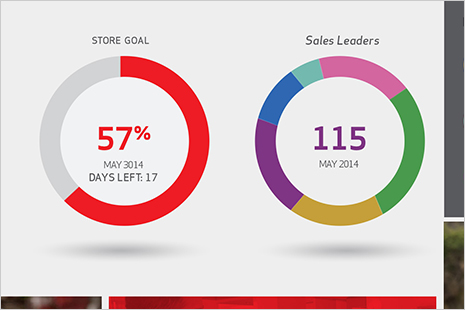 STORE GOAL
57%
MAY 3014
DAYS LEFT: 17
Sales Leaders
115
MAY 2014